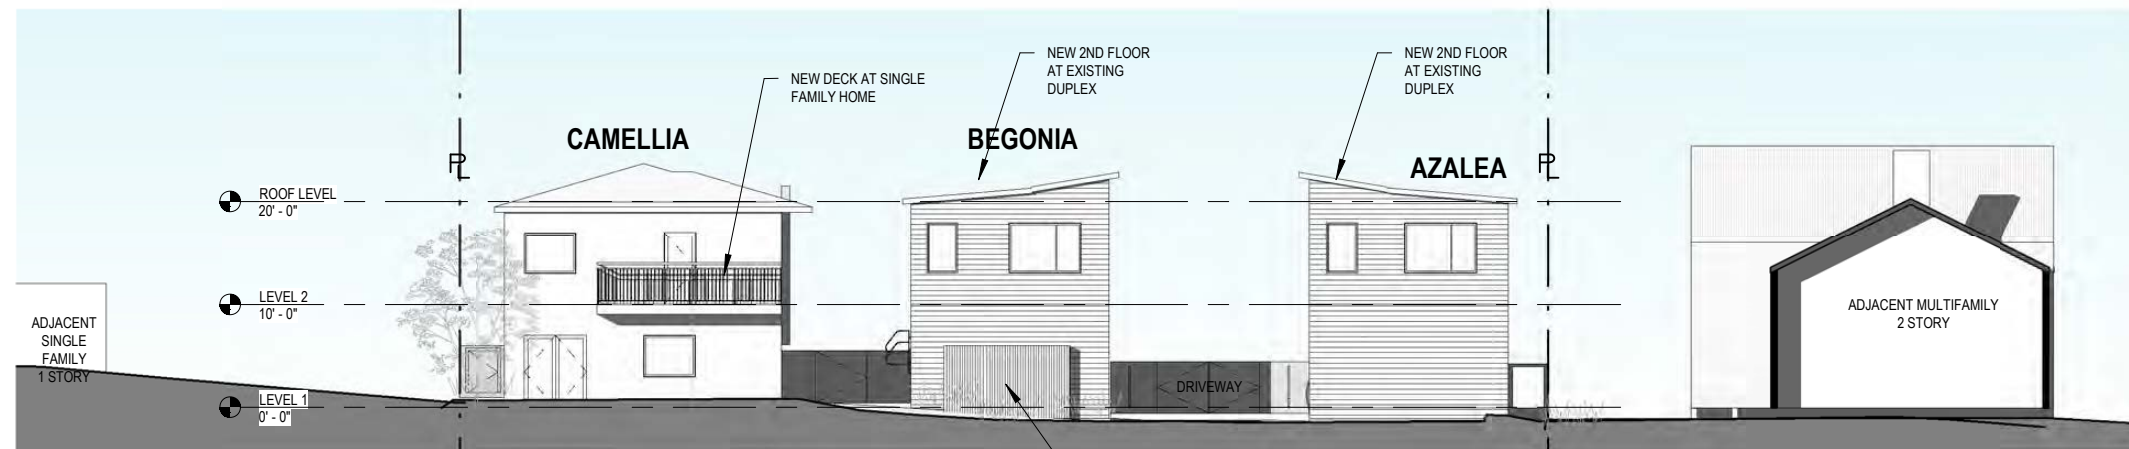 NEW 2ND FLOOR
AT EXISTING
DUPLEX
NEW 2ND FLOOR
AT EXISTING
DUPLEX
NEW DECK AT SINGLE
FAMILY HOME
CAMELLIA
BEGONIA
AZALEA
PL
PL
ROOF LEVEL
20' - 0"
LEVEL 2
10' - 0"
ADJACENT
SINGLE
FAMILY
1 STORY
ADJACENT MULTIFAMILY
2 STORY
DRIVEWAY
LEVEL 1
0' - 0"